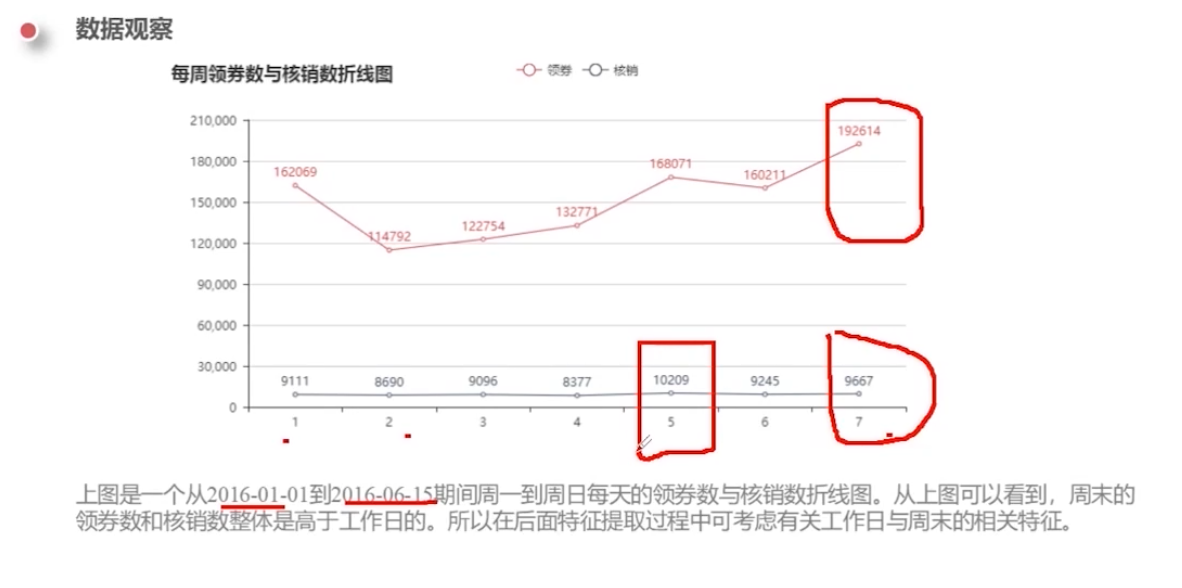 数据观察
每周领券数与核销数折线图
领券 核销
210,000
180,000
150,000
120,000
90,000
60,000
30,000
0
162069
114792
122754
132771
168071
160211
192614
9111 8690 9096 8377 10209 9245 9667
1 2 3 4 5 6 7
上图是一个从2016-01-01到2016-06-15期间周一到周日每天的领券数与核销数折线图。从上图可以看到，周末的
领券数和核销数整体是高于工作日的。所以在后面特征提取过程中可考虑有关工作日与周末的相关特征。